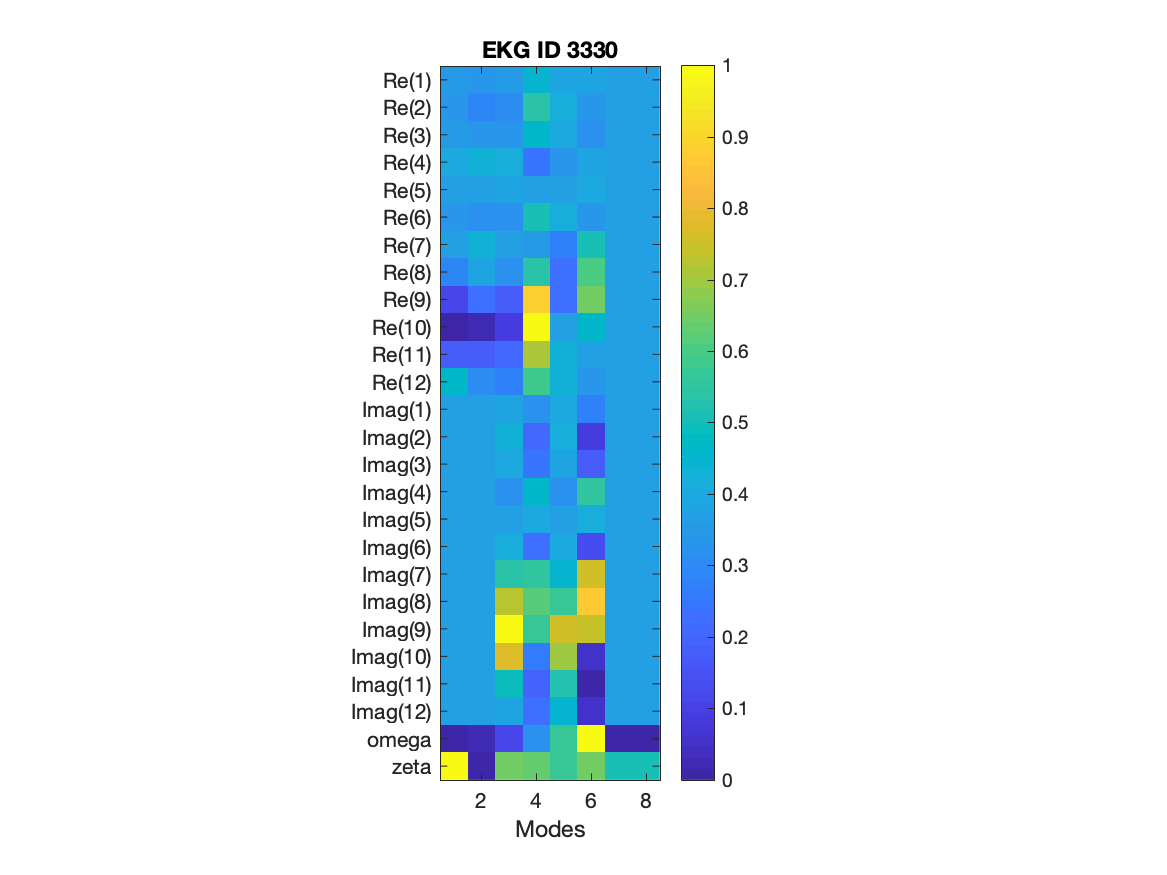 EKG ID 3330
Re(1)
Re(2)
Re(3)
Re(4)
Re(5)
Re(6)
Re(7)
Re(8)
Re(9)
Re(10)
Re(11)
Re(12)
Imag(1)
Imag(2)
Imag(3)
Imag(4)
Imag(5)
Imag(6)
Imag(7)
Imag(8)
Imag(9)
Imag(10)
Imag(11)
Imag(12)
omega
zeta
2 4 6 8
Modes
1
0.9
0.8
0.7
0.6
0.5
0.4
0.3
0.2
0.1
0